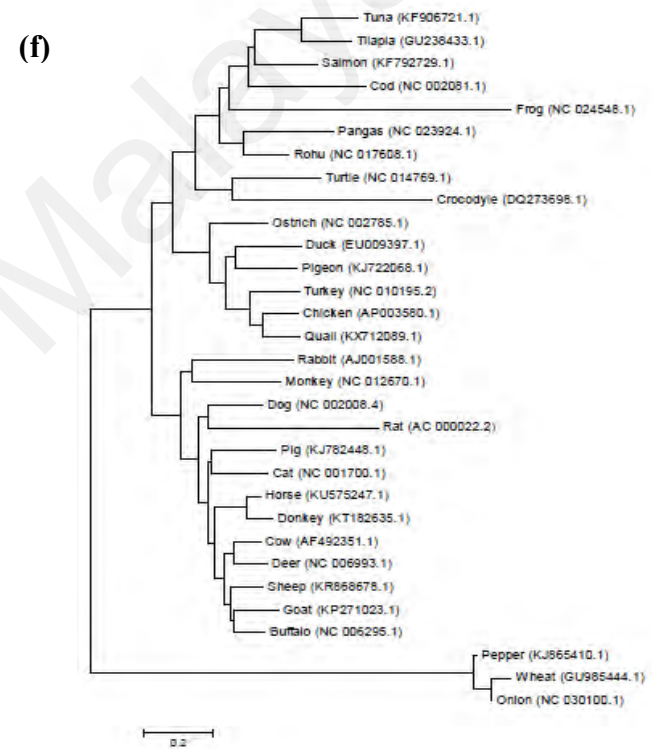 (f)
Tuna (KF906721.1)
Tilapia (GU238433.1)
Salmon (KF792729.1)
Cod (NC 002081.1)
Frog (NC 024548.1)
Pangas (NC 023924.1)
Rohu (NC 017608.1)
Turtle (NC 014769.1)
Crocodyle (DQ273698.1)
Ostrich (NC 002785.1)
Duck (EU009397.1)
Pigeon (KJ722068.1)
Turkey (NC 010195.2)
Chicken (AP003580.1)
Quail (KX712089.1)
Rabbit (AJ001588.1)
Monkey (NC 012670.1)
Dog (NC 002008.4)
Rat (AC 000022.2)
Pig (KJ782448.1)
Cat (NC 001700.1)
Horse (KU575247.1)
Donkey (KT182635.1)
Cow (AF492351.1)
Deer (NC 006993.1)
Sheep (KR868678.1)
Goat (KP271023.1)
Buffalo (NC 006295.1)
Pepper (KJ865410.1)
Wheat (GU985444.1)
Onion (NC 030100.1)
0.2
Malaya